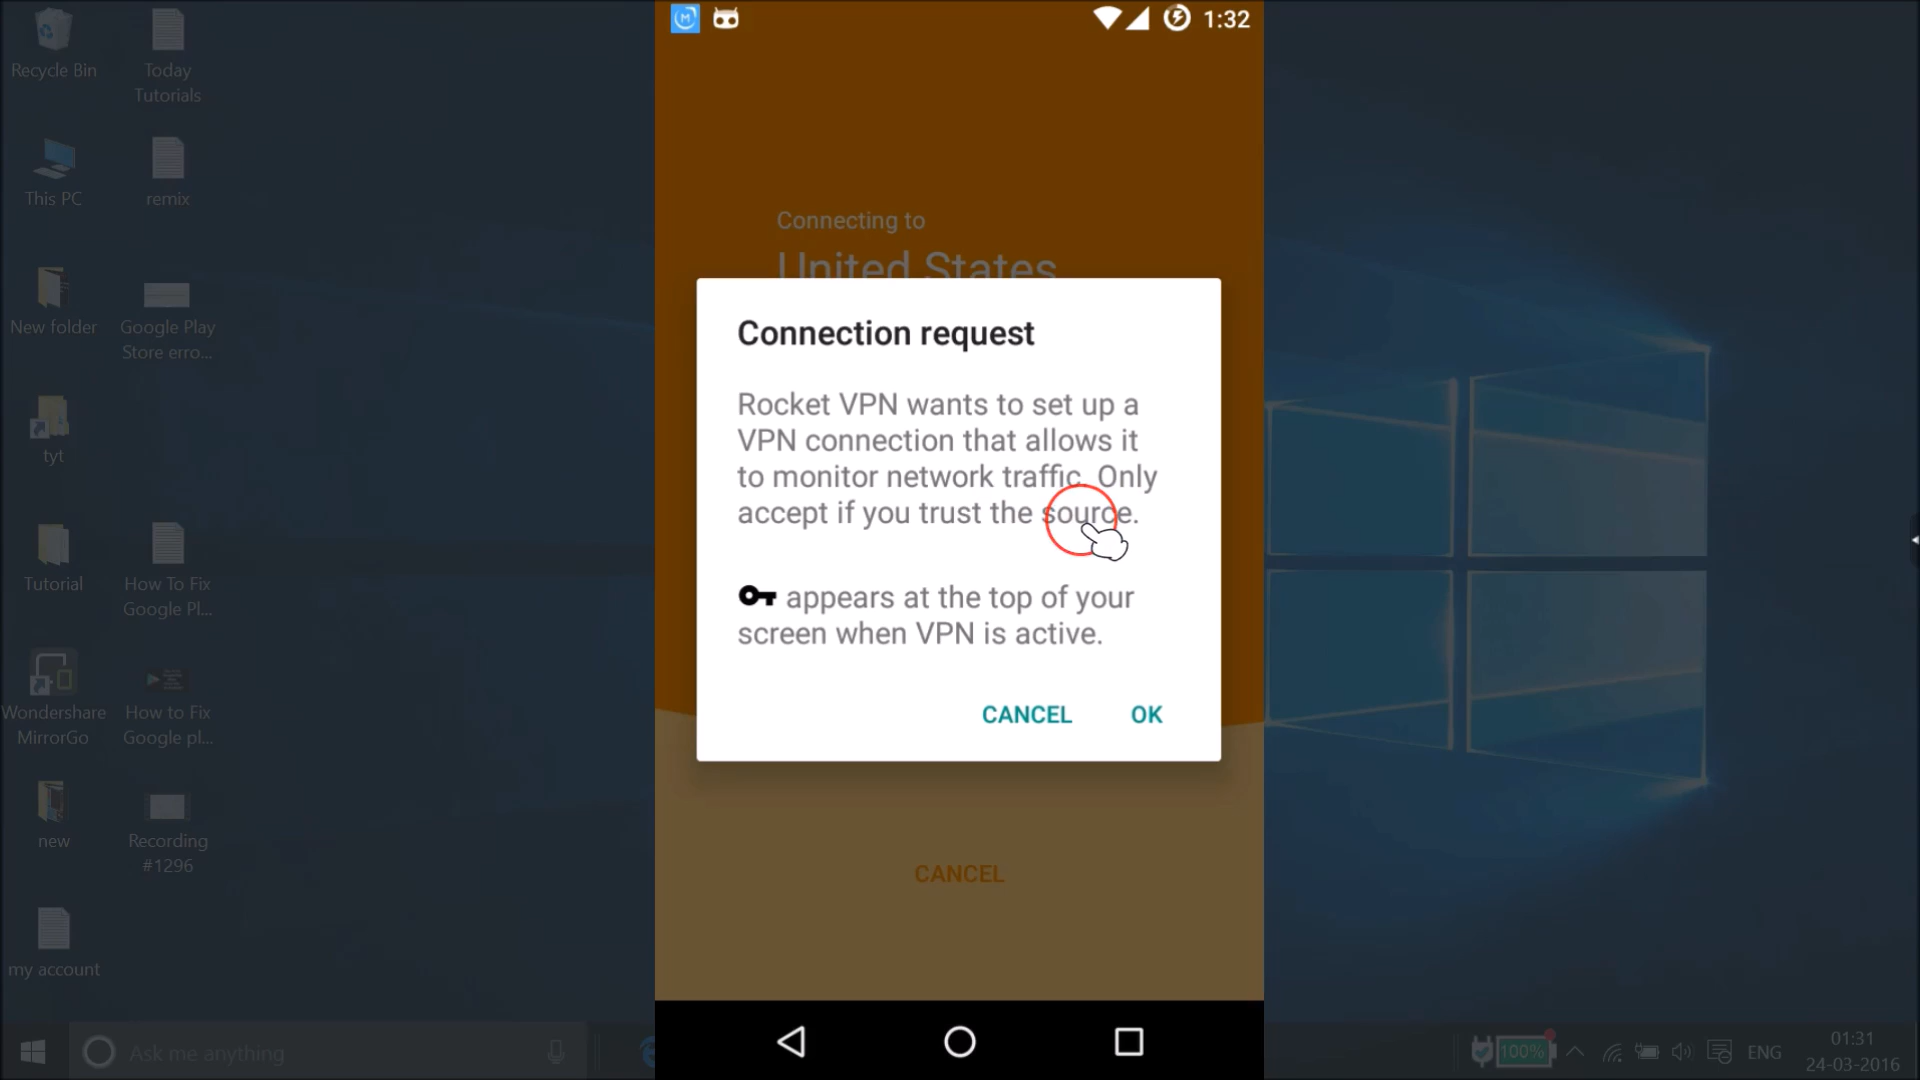 Recycle Bin
Today
Tutorials
This PC
remix
New folder
Google Play
Store erro...
tyt
Tutorial
How To Fix
Google Pl...
Wondershare
MirrorGo
How to Fix
Google pl...
new
Recording
#1296
my account
Ask me anything
M
1:32
Connecting to
United States
Connection request
Rocket VPN wants to set up a
VPN connection that allows it
to monitor network traffic. Only
accept if you trust the source.
appears at the top of your
screen when VPN is active.
CANCEL OK
CANCEL
100%
ENG
01:31
24-03-2016